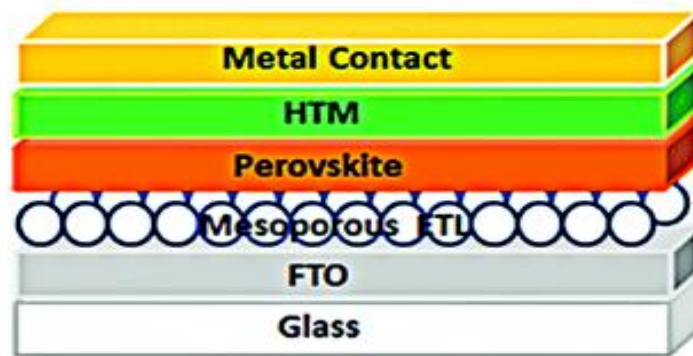 Metal Contact
HTM
Perovskite
Mesoporous ETL
FTO
Glass